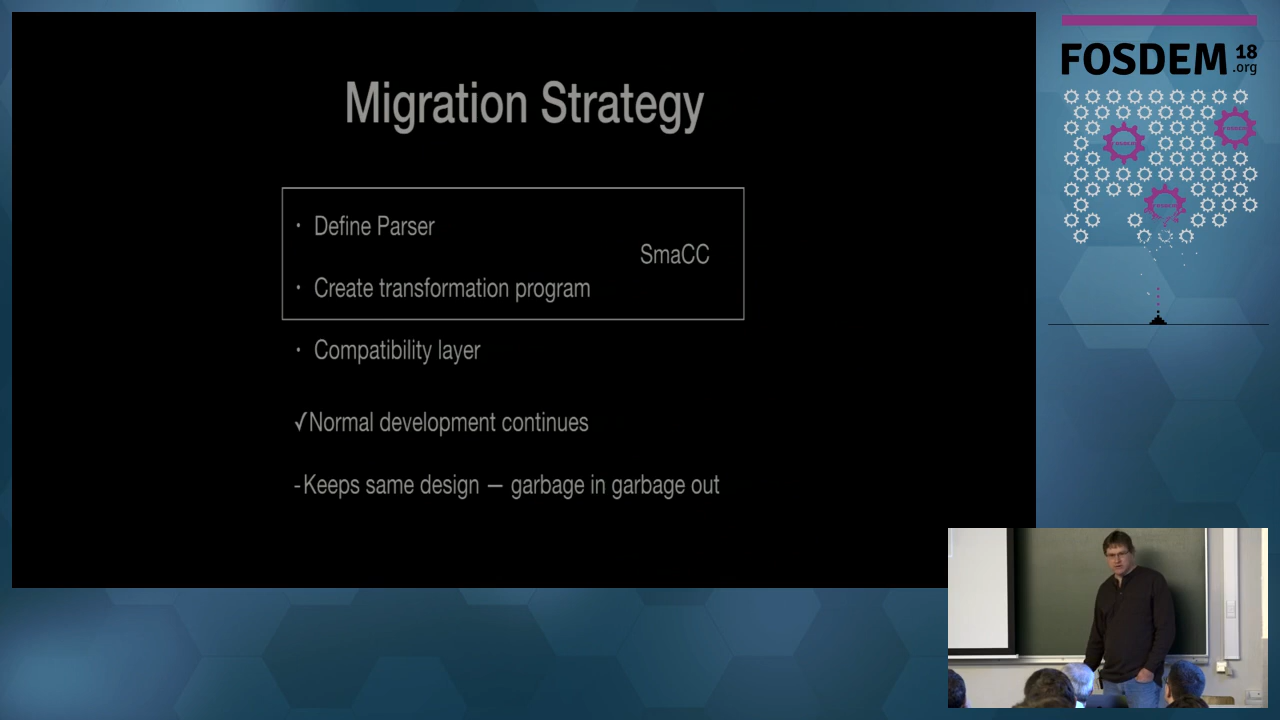 Migration Strategy
· Define Parser
SmaCC
· Create transformation program
· Compatibility layer
✓Normal development continues
-Keeps same design — garbage in garbage out
FOSDEM 18
.org